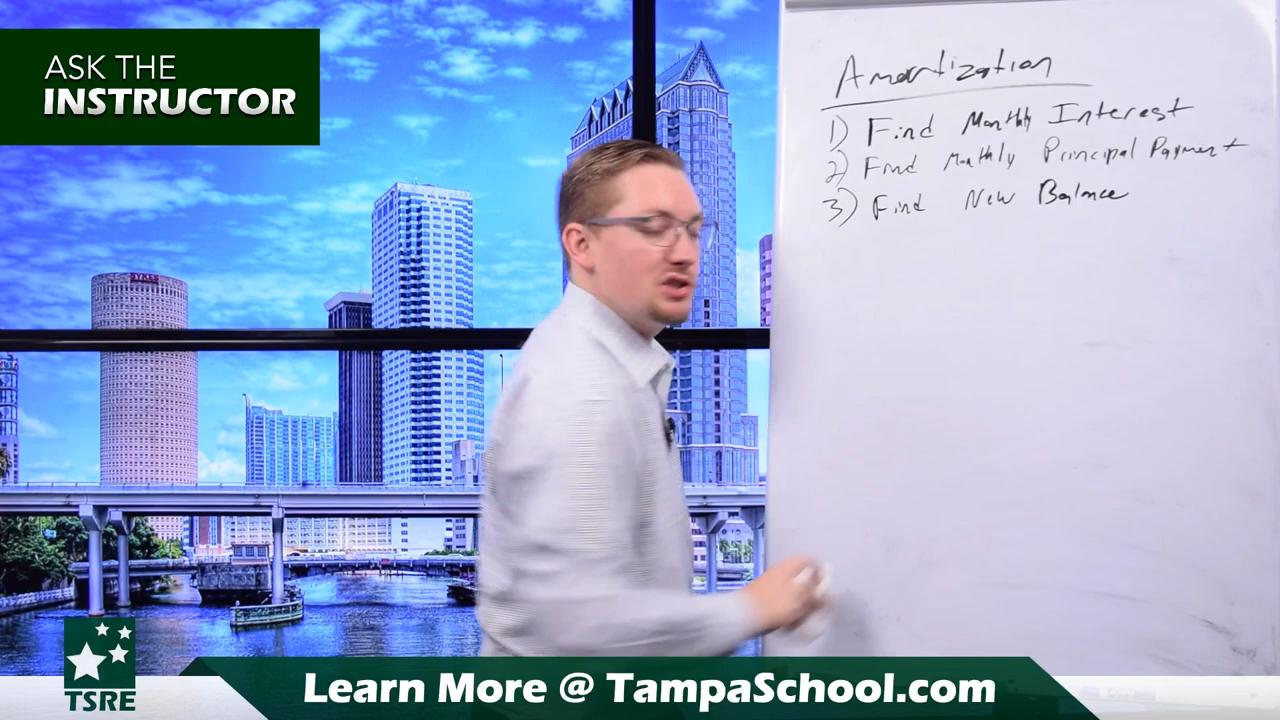 ASK THE
INSTRUCTOR
Amortization
1) Find Monthly Interest
2) Find Monthly Principal Payment
3) Find New Balance
SYKES
TSRE
Learn More @ TampaSchool.com